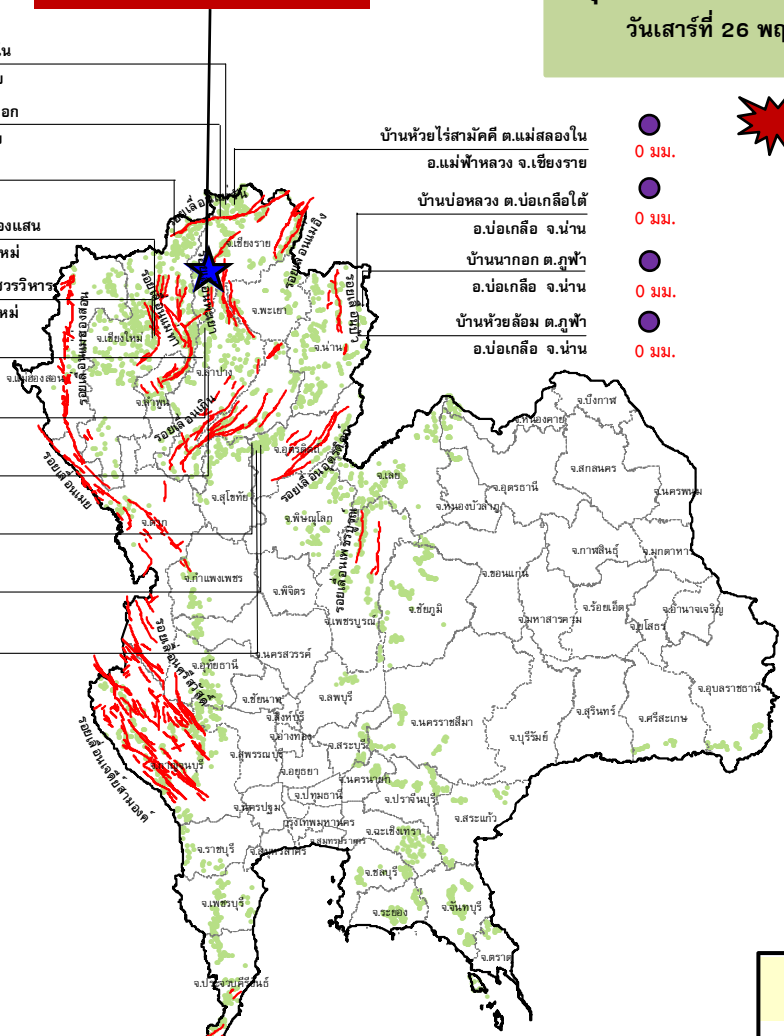 วันเสาร์ที่ 26 พฤ
บ้านห้วยไร่สามัคคี ต.แม่สลองใน
อ.แม่ฟ้าหลวง จ.เชียงราย
0 มม.
บ้านบ่อหลวง ต.บ่อเกลือใต้
อ.บ่อเกลือ จ.น่าน
0 มม.
บ้านนากอก ต.ภูฟ้า
อ.บ่อเกลือ จ.น่าน
0 มม.
บ้านห้วยล้อม ต.ภูฟ้า
อ.บ่อเกลือ จ.น่าน
0 มม.
องแสน
หม่
วรวิหาร
หม่
รอยเลื่อนแม่อิง
รอยเลื่อนปัว
รอยเลื่อนแม่ทา
รอยเลื่อนแม่ฮ่องสอน
รอยเลื่อนเถิน
รอยเลื่อนอุตรดิตถ์
รอยเลื่อนเมย
รอยเลื่อนเพชรบูรณ์
รอยเลื่อนศรีสวัสดิ์
รอยเลื่อนเจดีย์สามองค์
จ.เชียงราย
จ.พะเยา
จ.น่าน
จ.เชียงใหม่
จ.แม่ฮ่องสอน
จ.ลำปาง
จ.ลำพูน
จ.อุตรดิตถ์
จ.สุโขทัย
จ.ตาก
จ.พิษณุโลก
จ.เลย
จ.หนองคาย
จ.บึงกาฬ
จ.สกลนคร
จ.อุดรธานี
จ.หนองบัวลำภู
จ.นครพนม
จ.กำแพงเพชร
จ.พิจิตร
จ.เพชรบูรณ์
จ.ชัยภูมิ
จ.ขอนแก่น
จ.กาฬสินธุ์
จ.มุกดาหา
จ.มหาสารคาม
จ.ร้อยเอ็ด
จ.ยโสธร
จ.อำนาจเจริญ
จ.อุบลราชธานี
จ.ศรีสะเกษ
จ.สุรินทร์
จ.บุรีรัมย์
จ.นครราชสีมา
จ.นครสวรรค์
จ.อุทัยธานี
จ.ชัยนาท
จ.สิงห์บุรี
จ.ลพบุรี
จ.อ่างทอง
จ.สระบุรี
จ.สุพรรณบุรี
จ.อยุธยา
จ.นครนายก
จ.กาญจนบุรี
จ.ปทุมธานี
จ.ปราจีนบุรี
จ.นครปฐม
กรุงเทพมหานคร
จ.สระแก้ว
จ.ฉะเชิงเทรา
จ.สมุทรปราการ
จ.สมุทรสาคร
จ.ราชบุรี
จ.ชลบุรี
จ.เพชรบุรี
จ.ระยอง
จ.จันทบุรี
จ.ตราด
จ.ประจวบคีรีขันธ์